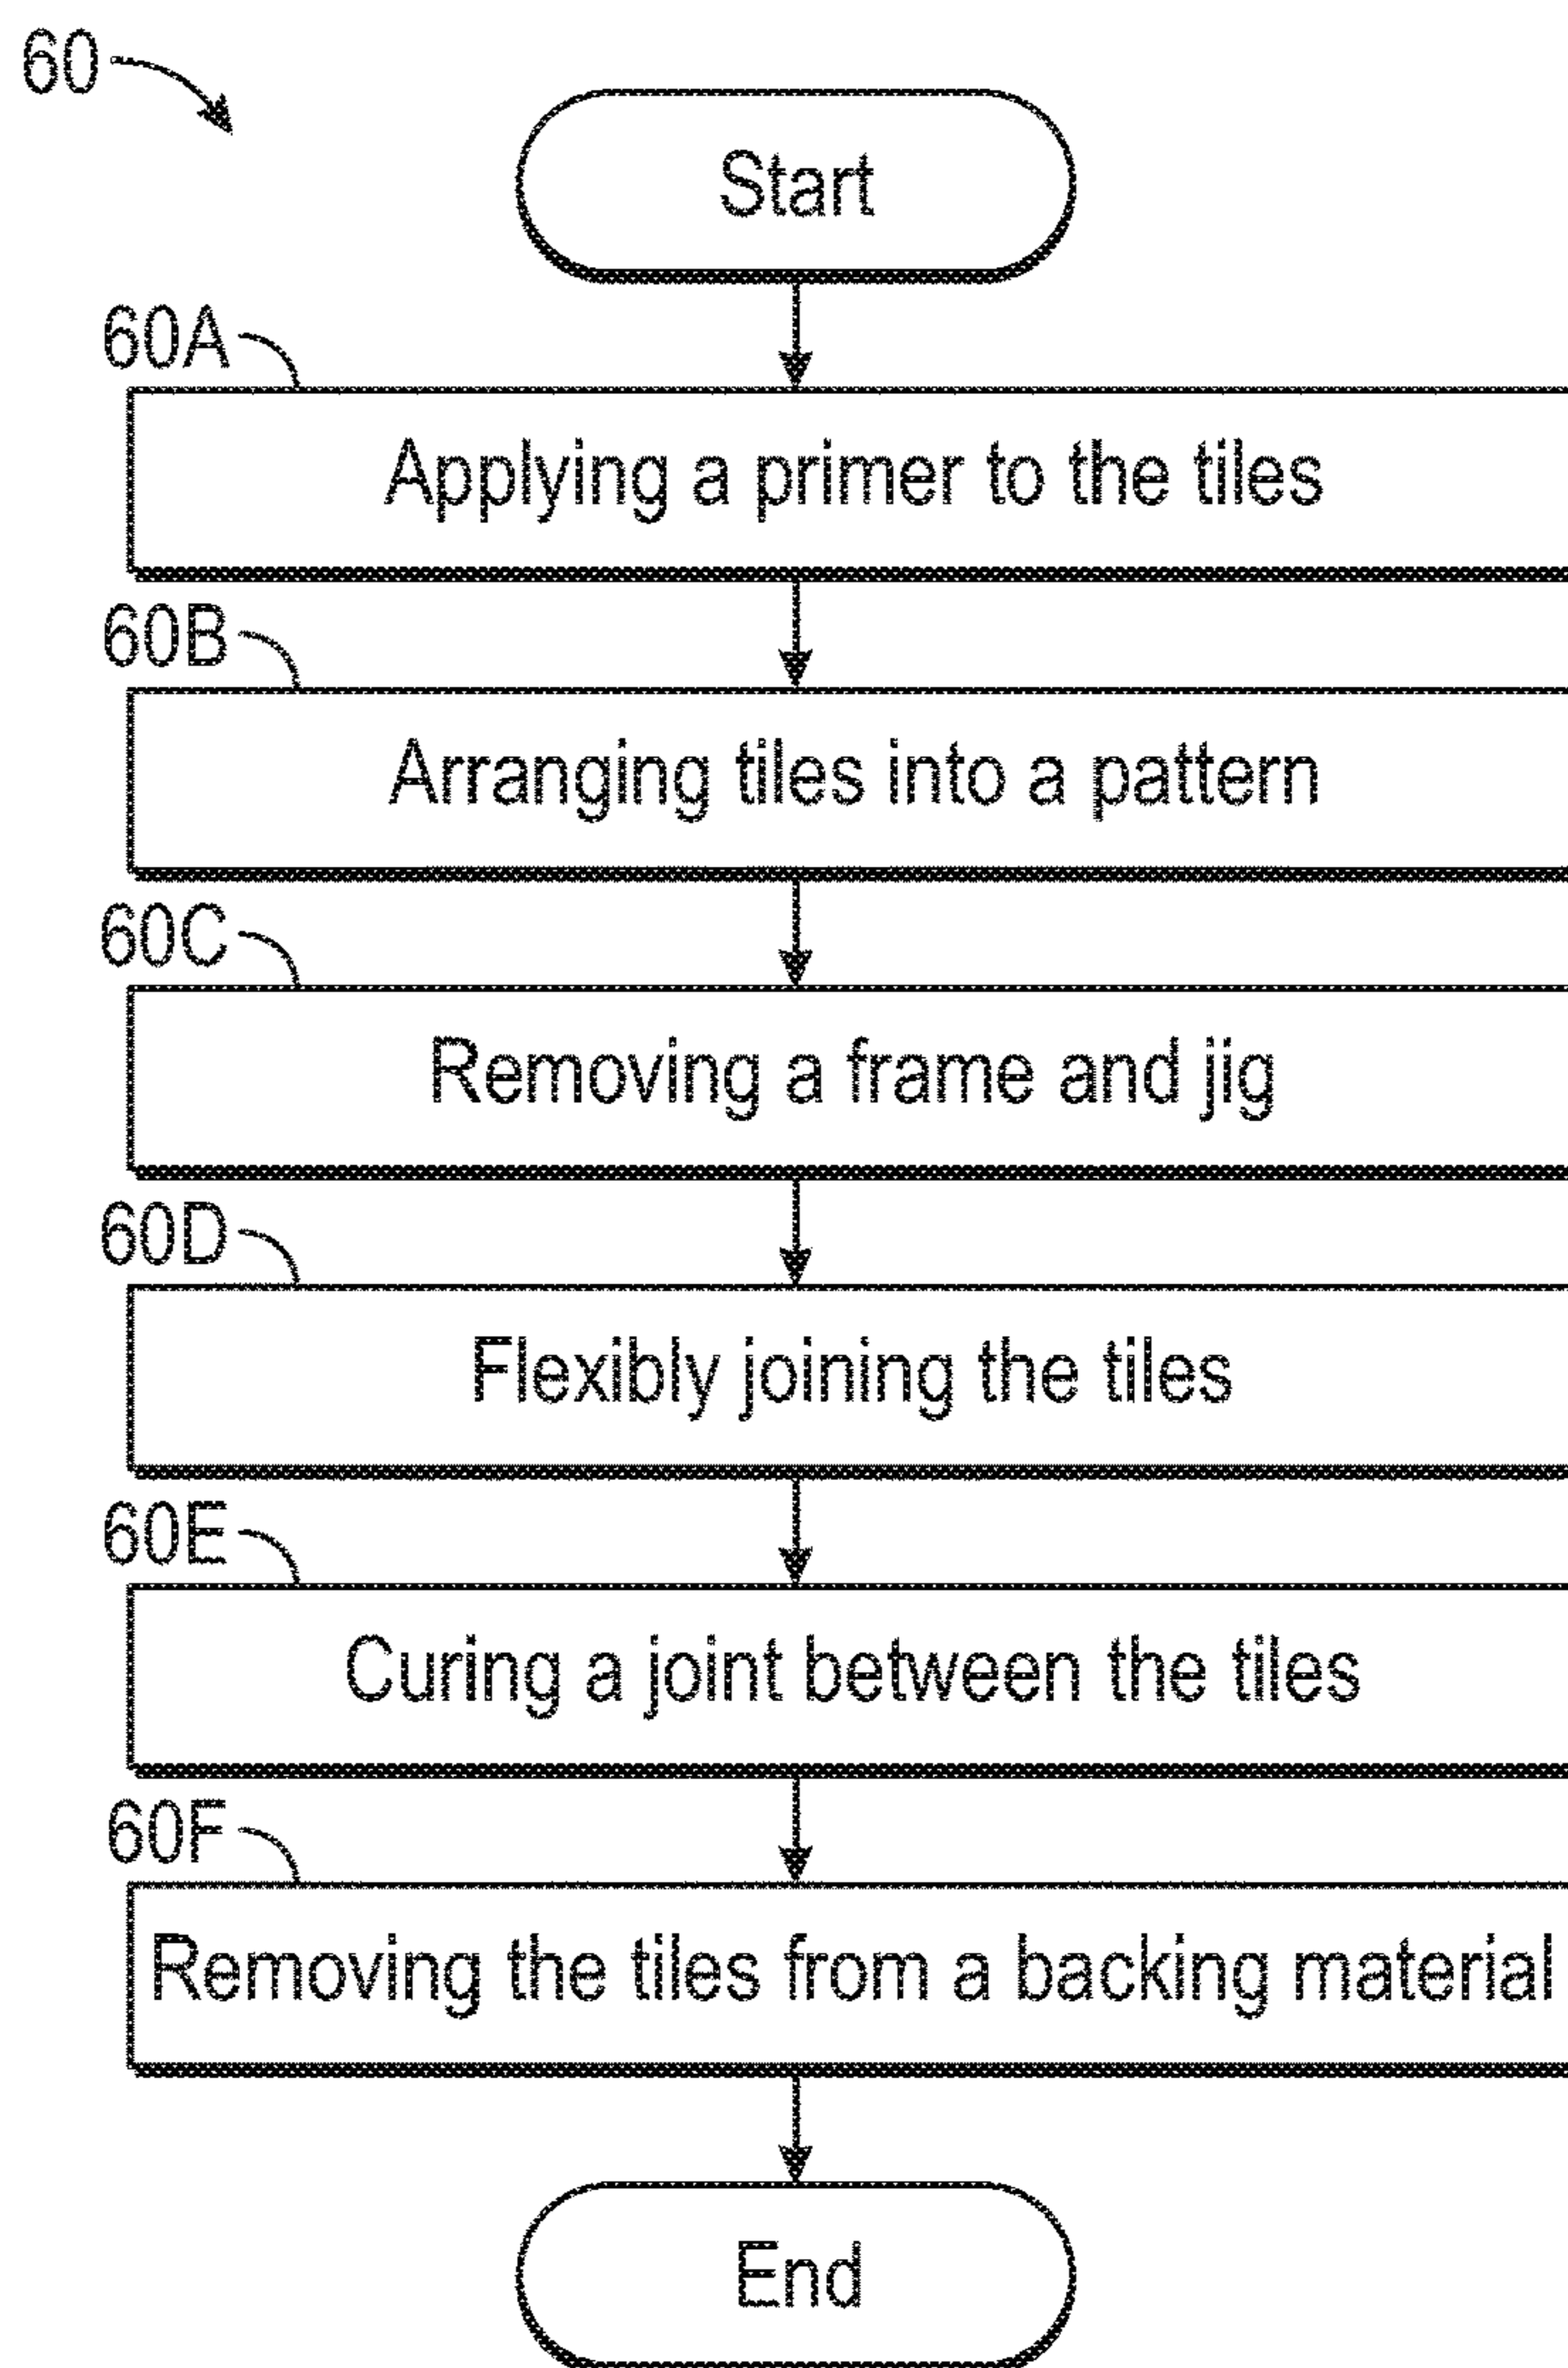 60
Start
60A
Applying a primer to the tiles
60B
Arranging tiles into a pattern
60C
Removing a frame and jig
60D
Flexibly joining the tiles
60E
Curing a joint between the tiles
60F
Removing the tiles from a backing material
End